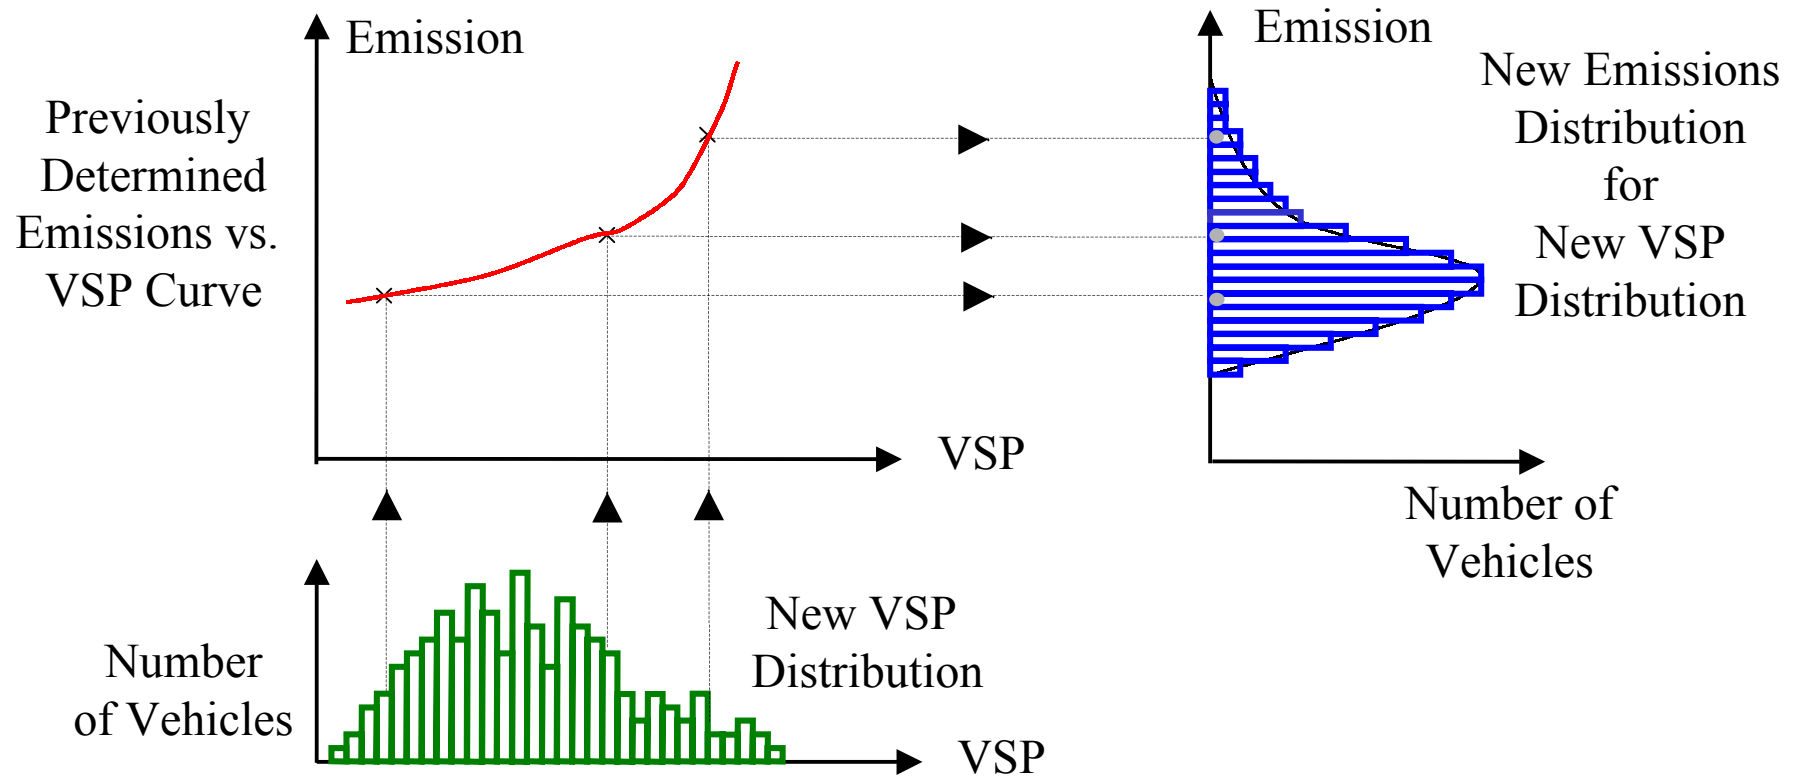 Emission
Previously
Determined
Emissions vs.
VSP Curve
VSP
Emission
New Emissions
Distribution
for
New VSP
Distribution
Number of
Vehicles
Number
of Vehicles
New VSP
Distribution
VSP